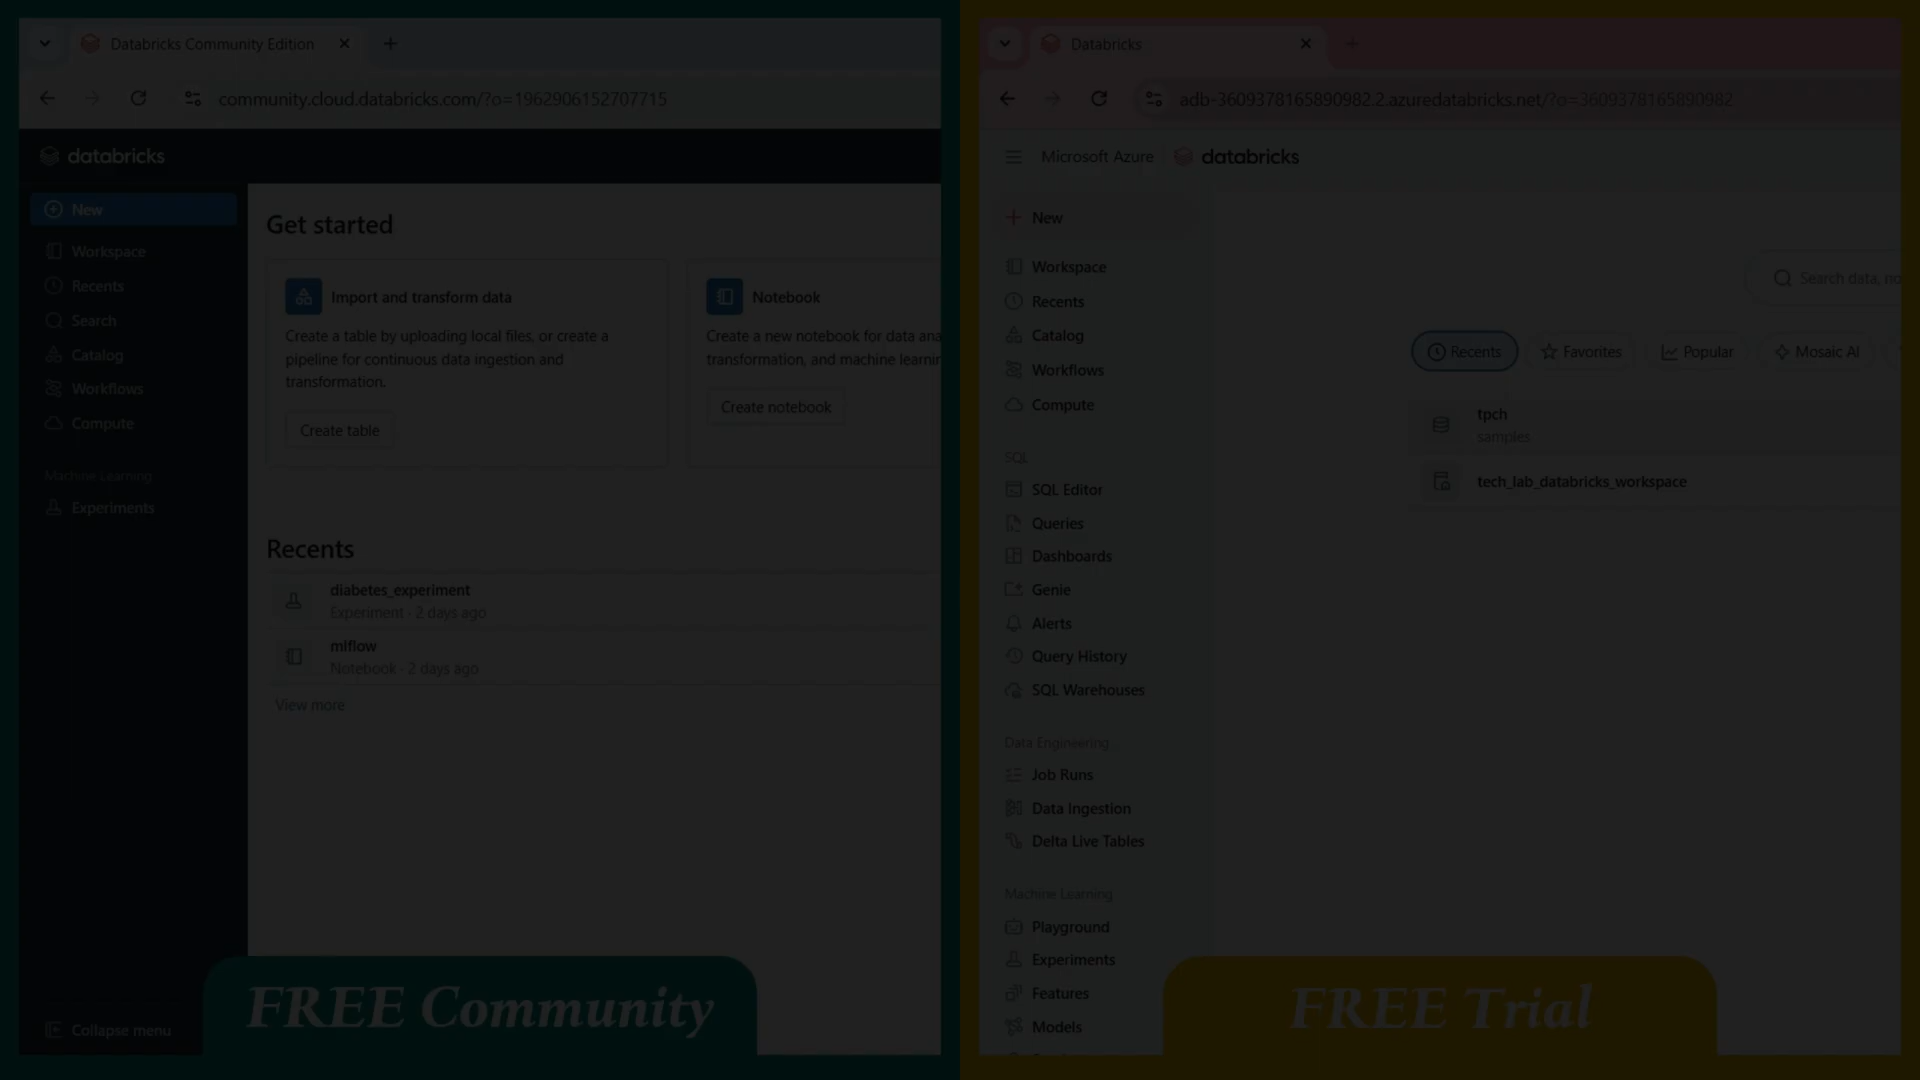 Databricks Community Edition
community.cloud.databricks.com/?o=1962906152707715
databricks
New
Workspace
Recents
Search
Catalog
Workflows
Compute
Machine Learning
Experiments
Collapse menu
Get started
Import and transform data
Create a table by uploading local files, or create a
pipeline for continuous data ingestion and
transformation.
Create table
Notebook
Create a new notebook for data ana
transformation, and machine learnin
Create notebook
Recents
diabetes_experiment
Experiment · 2 days ago
mlflow
Notebook · 2 days ago
View more
FREE Community
Databricks
adb-3609378165890982.2.azuredatabricks.net/?o=3609378165890982
Microsoft Azure databricks
New
Workspace
Recents
Catalog
Workflows
Compute
SQL
SQL Editor
Queries
Dashboards
Genie
Alerts
Query History
SQL Warehouses
Data Engineering
Job Runs
Data Ingestion
Delta Live Tables
Machine Learning
Playground
Experiments
Features
Models
Search data, no
Recents
Favorites
Popular
Mosaic AI
tpch
samples
tech_lab_databricks_workspace
FREE Trial